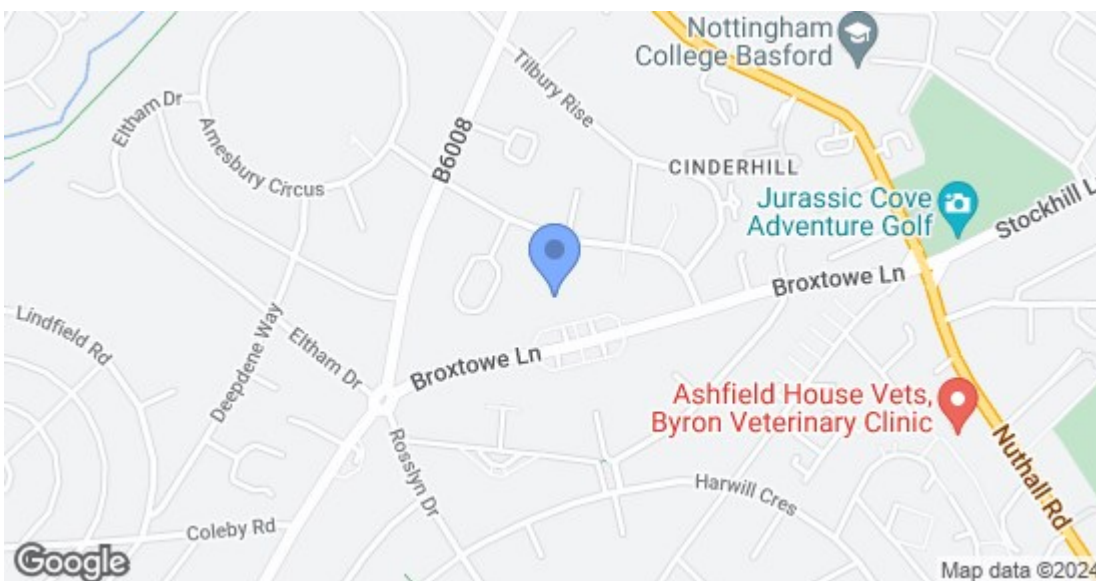 Nottingham
College Basford
Tilbury Rise
Eltham Dr
Amesbury Circus
B6008
CINDERHILL
Jurassic Cove
Adventure Golf
Stockhill L
Broxtowe Ln
Lindfield Rd
Deepdene Way
Eltham Dr
Broxtowe Ln
Ashfield House Vets,
Byron Veterinary Clinic
Rosslyn Dr
Harwill Cres
Nuthall Rd
Coleby Rd
Google
Map data ©2024